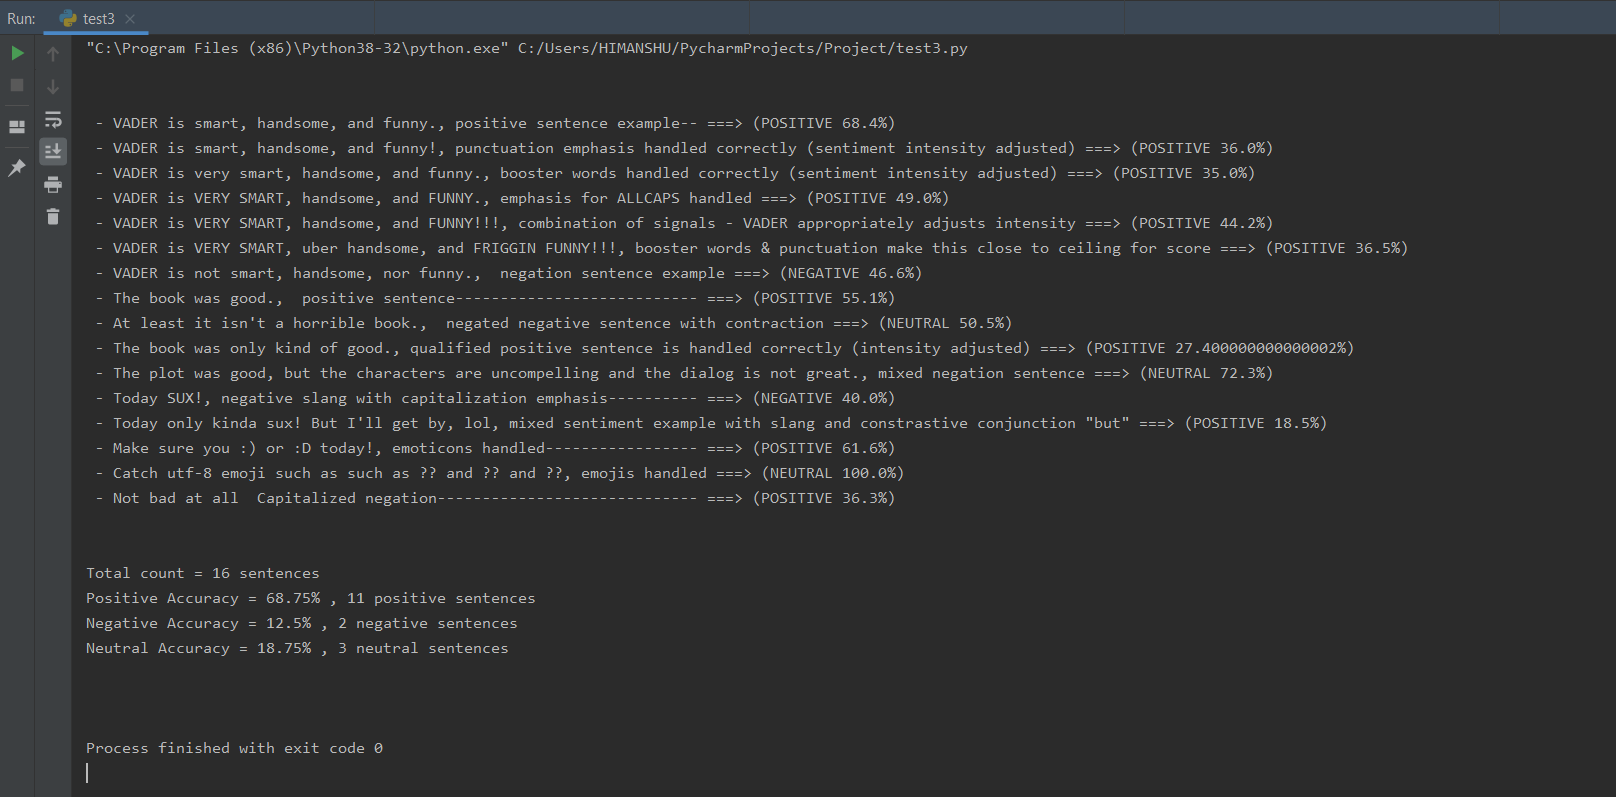 Run: test3
"C:\Program Files (x86)\Python38-32\python.exe" C:/Users/HIMANSHU/PycharmProjects/Project/test3.py
- VADER is smart, handsome, and funny., positive sentence example-- ===> (POSITIVE 68.4%)
- VADER is smart, handsome, and funny!, punctuation emphasis handled correctly (sentiment intensity adjusted) ===> (POSITIVE 36.0%)
- VADER is very smart, handsome, and funny., booster words handled correctly (sentiment intensity adjusted) ===> (POSITIVE 35.0%)
- VADER is VERY SMART, handsome, and FUNNY., emphasis for ALLCAPS handled ===> (POSITIVE 49.0%)
- VADER is VERY SMART, handsome, and FUNNY!!!, combination of signals - VADER appropriately adjusts intensity ===> (POSITIVE 44.2%)
- VADER is VERY SMART, uber handsome, and FRIGGIN FUNNY!!!, booster words & punctuation make this close to ceiling for score ===> (POSITIVE 36.5%)
- VADER is not smart, handsome, nor funny.,  negation sentence example ===> (NEGATIVE 46.6%)
- The book was good.,  positive sentence--------------------------- ===> (POSITIVE 55.1%)
- At least it isn't a horrible book.,  negated negative sentence with contraction ===> (NEUTRAL 50.5%)
- The book was only kind of good., qualified positive sentence is handled correctly (intensity adjusted) ===> (POSITIVE 27.400000000000002%)
- The plot was good, but the characters are uncompelling and the dialog is not great., mixed negation sentence ===> (NEUTRAL 72.3%)
- Today SUX!, negative slang with capitalization emphasis---------- ===> (NEGATIVE 40.0%)
- Today only kinda sux! But I'll get by, lol, mixed sentiment example with slang and constrastive conjunction "but" ===> (POSITIVE 18.5%)
- Make sure you :) or :D today!, emoticons handled----------------- ===> (POSITIVE 61.6%)
- Catch utf-8 emoji such as such as ?? and ?? and ??, emojis handled ===> (NEUTRAL 100.0%)
- Not bad at all  Capitalized negation----------------------------- ===> (POSITIVE 36.3%)
Total count = 16 sentences
Positive Accuracy = 68.75% , 11 positive sentences
Negative Accuracy = 12.5% , 2 negative sentences
Neutral Accuracy = 18.75% , 3 neutral sentences
Process finished with exit code 0